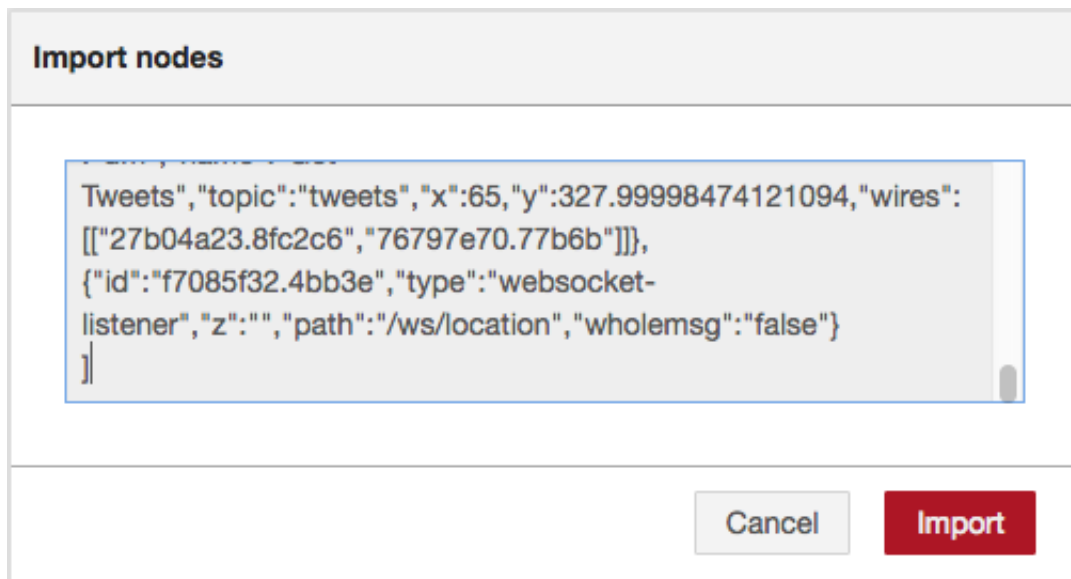 Import nodes
Tweets","topic":"tweets","x":65,"y":327.99998474121094,"wires":
[["27b04a23.8fc2c6","76797e70.77b6b"]]},
{"id":"f7085f32.4bb3e","type":"websocket-
listener","z":"","path":"/ws/location","wholemsg":"false"}
]
Cancel
Import